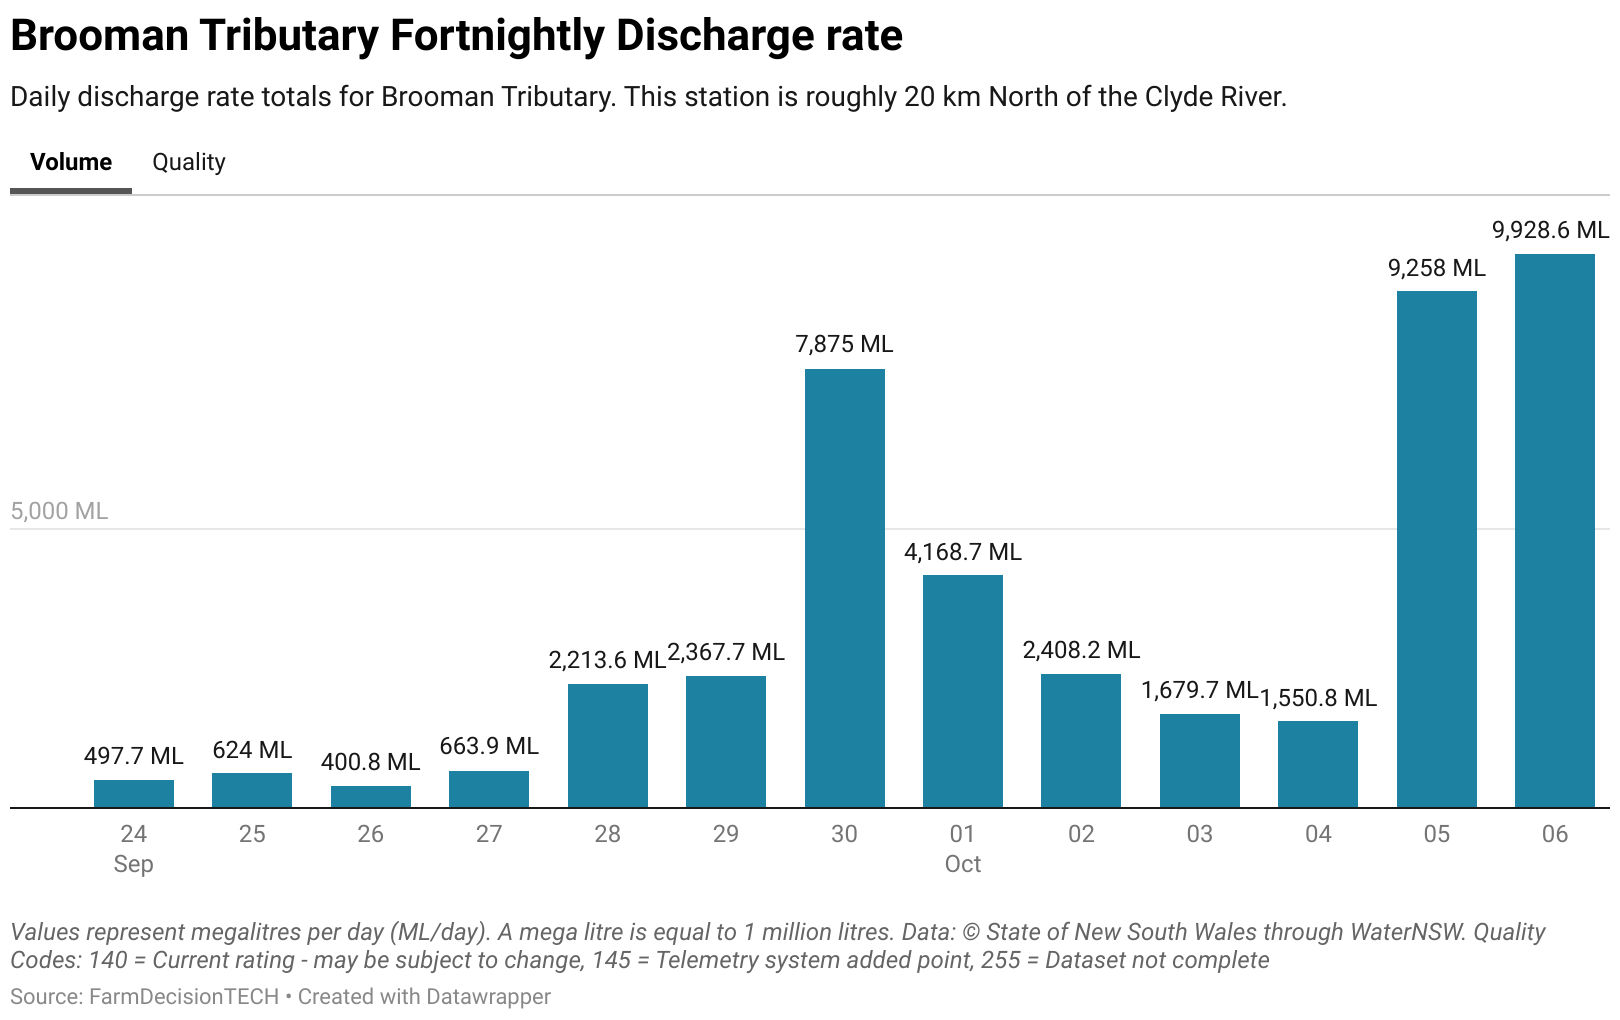 Brooman Tributary Fortnightly Discharge rate
Daily discharge rate totals for Brooman Tributary. This station is roughly 20 km North of the Clyde River.
Volume Quality
9,928.6 ML
9,258 ML
7,875 ML
5,000 ML
4,168.7 ML
2,213.6 ML 2,367.7 ML 2,408.2 ML
1,679.7 ML 1,550.8 ML
497.7 ML 624 ML 400.8 ML 663.9 ML
24 25 26 27 28 29 30 01 02 03 04 05 06
Sep Oct
Values represent megalitres per day (ML/day). A mega litre is equal to 1 million litres. Data: © State of New South Wales through WaterNSW. Quality
Codes: 140 = Current rating - may be subject to change, 145 = Telemetry system added point, 255 = Dataset not complete
Source: FarmDecisionTECH • Created with Datawrapper